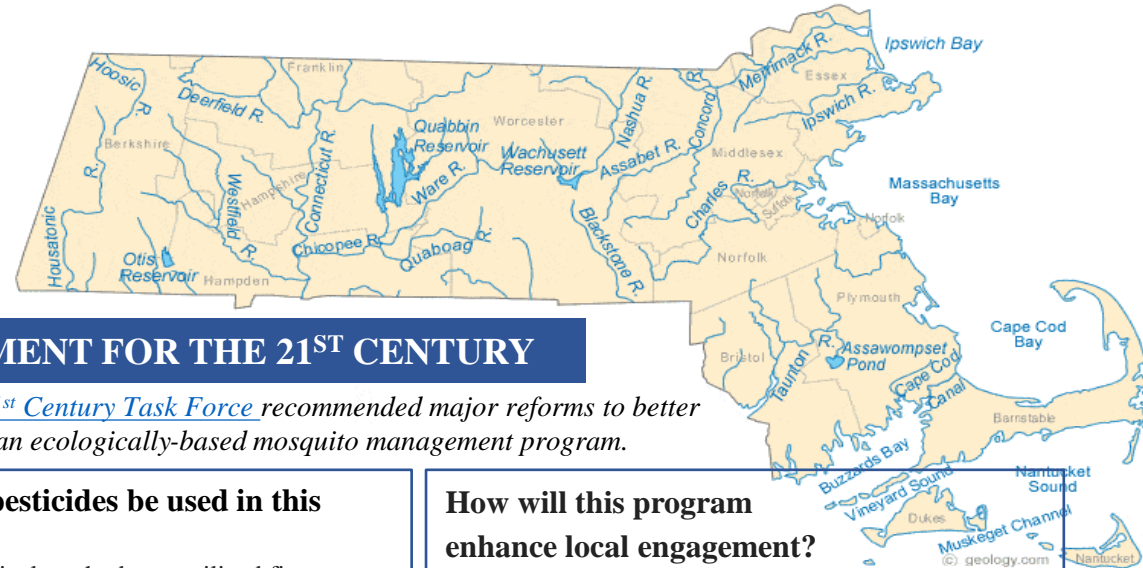 Ipswich Bay
Merrimack R.
Essex
Hoosic
R.
Franklin
Deerfield R.
Nashua R.
R.
Concord
Ipswich R.
Quabbin
Reservoir
Worcester
Berkshire
Connecticut R.
Wachusett
Reservoir
Assabet R.
Middlesex
R.
Westfield
R.
Hampshire
Ware R.
Charles R.
Norfolk
Suffolk
Massachusetts
Bay
Housatonic
Blackstone R.
Norfolk
Chicopee R.
Quaboag
R.
Otis
Reservoir
Hampden
Norfolk
Plymouth
Cape Cod
Bay
Bristol
Taunton
R.
Assawompset
Pond
Cape Cod
Canal
Barnstable
MENT FOR THE 21ST CENTURY
st Century Task Force recommended major reforms to better
an ecologically-based mosquito management program.
Buzzards Bay
Vineyard Sound
Nantucket
Sound
Dukes
Muskeget Channel
Nantucket
(c) geology.com
pesticides be used in this
How will this program
enhance local engagement?